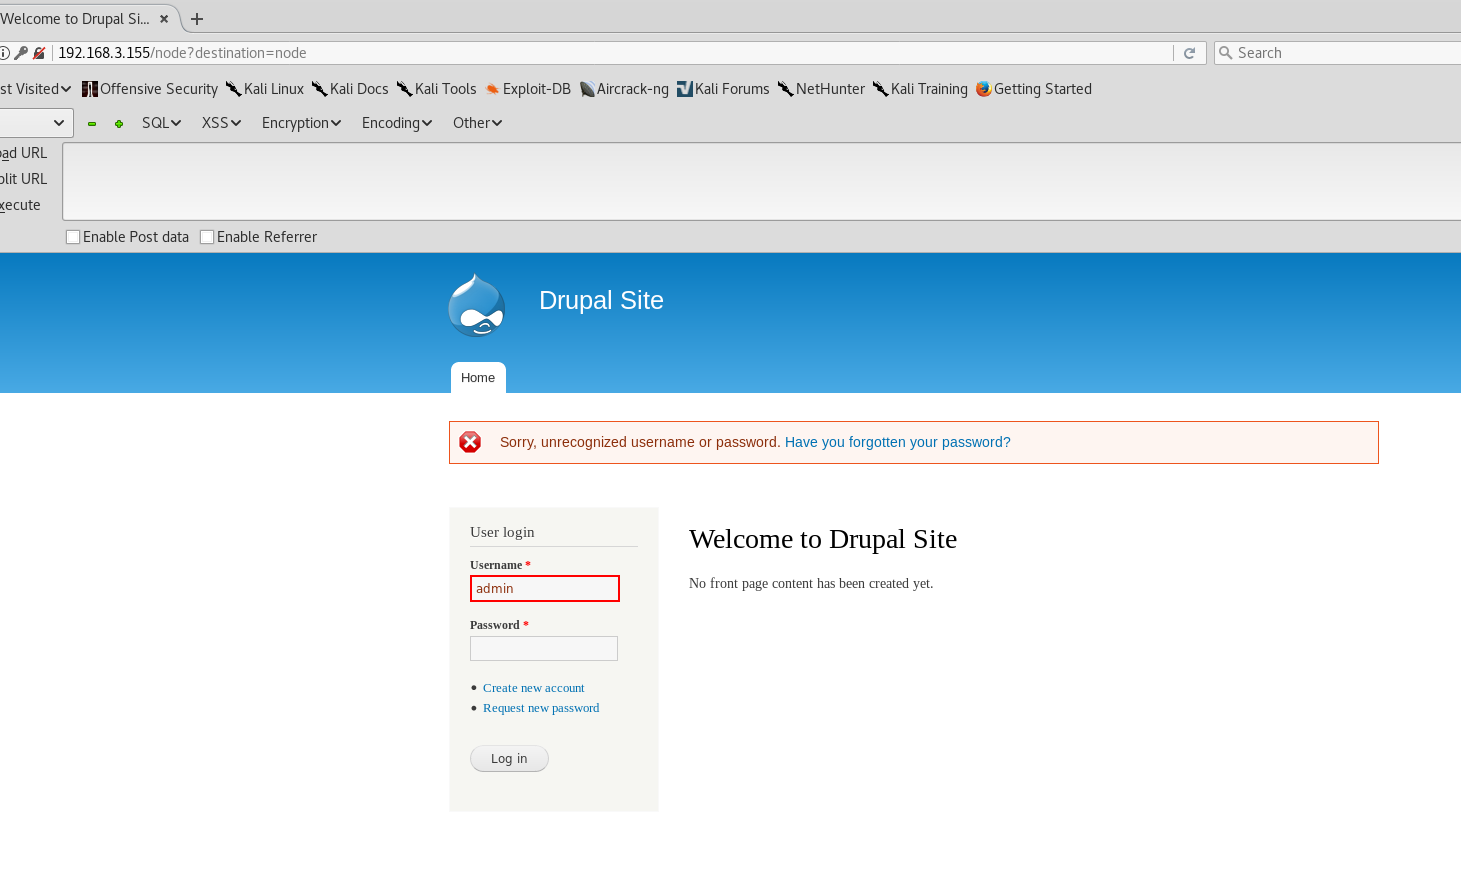 Welcome to Drupal Si...
192.168.3.155/node?destination=node
Search
st Visited Offensive Security Kali Linux Kali Docs Kali Tools Exploit-DB Aircrack-ng Kali Forums NetHunter Kali Training Getting Started
SQL XSS Encryption Encoding Other
oad URL
plit URL
xecute
Enable Post data Enable Referrer
Drupal Site
Home
Sorry, unrecognized username or password. Have you forgotten your password?
User login
Username *
admin
Password *
Create new account
Request new password
Log in
Welcome to Drupal Site
No front page content has been created yet.